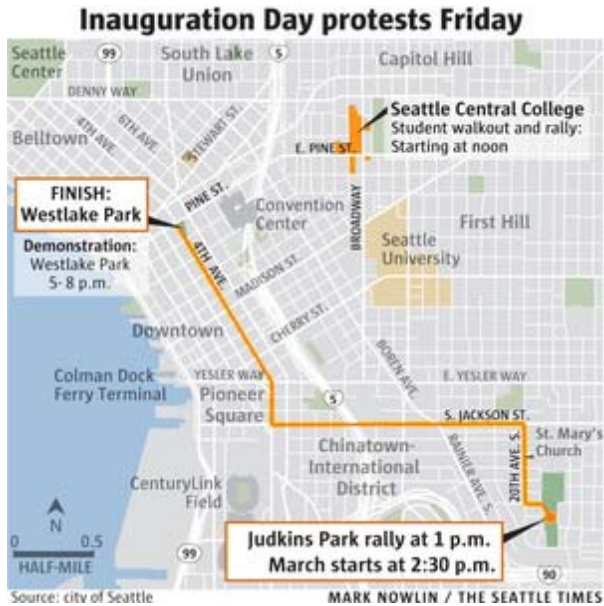 Inauguration Day protests Friday
Seattle
Center
99
South Lake
Union
5
Capitol Hill
DENNY WAY
Belltown
4TH AVE.
6TH AVE.
STEWART ST.
Seattle Central College
Student walkout and rally:
Starting at noon
E. PINE ST.
PINE ST.
FINISH:
Westlake Park
Convention
Center
BROADWAY
First Hill
Demonstration:
Westlake Park
5- 8 p.m.
4TH AVE.
MADISON ST.
Seattle
University
Downtown
CHERRY ST.
BOREN AVE.
Colman Dock
Ferry Terminal
YESLER WAY
E. YESLER WAY
Pioneer
Square
5
S. JACKSON ST.
Chinatown-
International
District
RAINIER AVE. S.
20TH AVE. S.
St. Mary's
Church
CenturyLink
Field
N
0
0.5
HALF-MILE
99
Judkins Park rally at 1 p.m.
March starts at 2:30 p.m.
90
Source: city of Seattle
MARK NOWLIN / THE SEATTLE TIMES